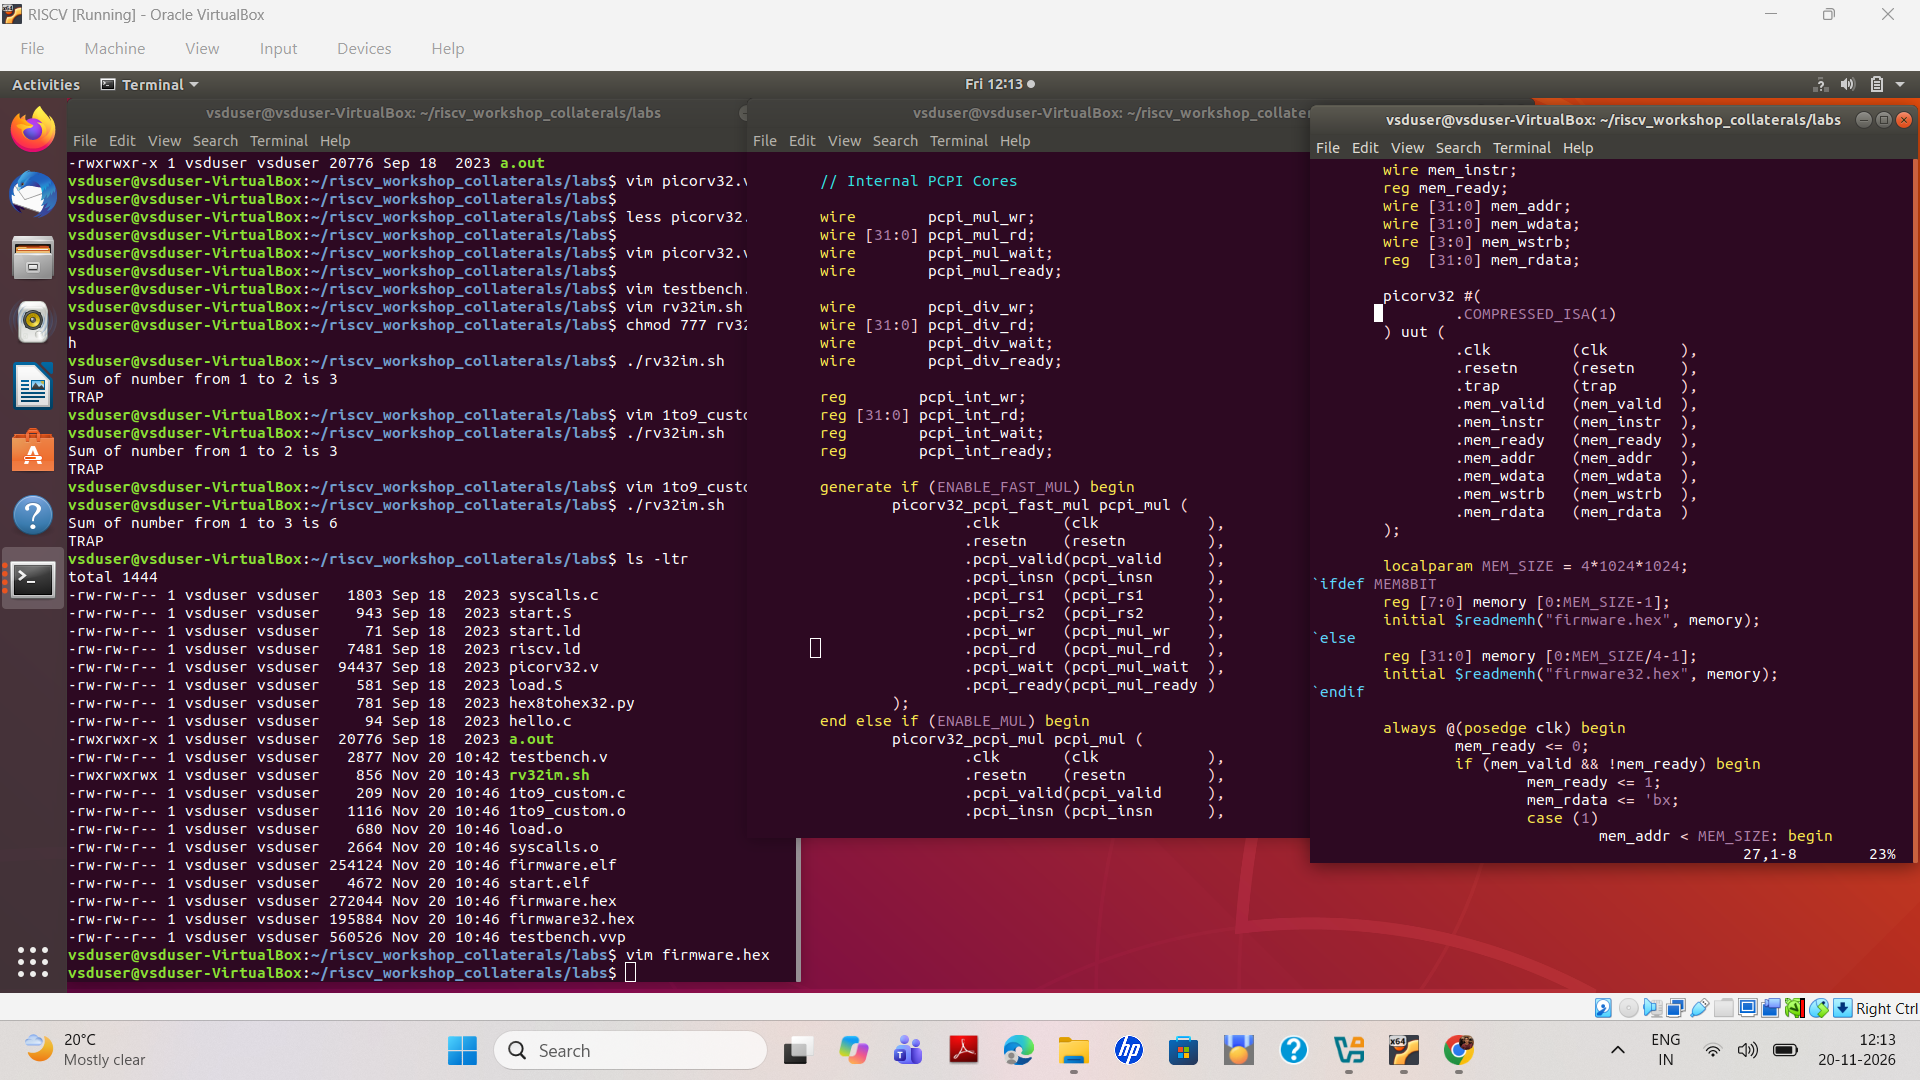 RISCV [Running] - Oracle VirtualBox
File Machine View Input Devices Help
Activities Terminal Fri 12:13
vsduser@vsduser-VirtualBox: ~/riscv_workshop_collaterals/labs
File Edit View Search Terminal Help
-rwxrwxr-x 1 vsduser vsduser 20776 Sep 18  2023 a.out
vsduser@vsduser-VirtualBox:~/riscv_workshop_collaterals/labs$ vim picorv32.v
vsduser@vsduser-VirtualBox:~/riscv_workshop_collaterals/labs$
vsduser@vsduser-VirtualBox:~/riscv_workshop_collaterals/labs$ less picorv32.
vsduser@vsduser-VirtualBox:~/riscv_workshop_collaterals/labs$
vsduser@vsduser-VirtualBox:~/riscv_workshop_collaterals/labs$ vim picorv32.v
vsduser@vsduser-VirtualBox:~/riscv_workshop_collaterals/labs$
vsduser@vsduser-VirtualBox:~/riscv_workshop_collaterals/labs$ vim testbench.
vsduser@vsduser-VirtualBox:~/riscv_workshop_collaterals/labs$ vim rv32im.sh
vsduser@vsduser-VirtualBox:~/riscv_workshop_collaterals/labs$ chmod 777 rv32
h
vsduser@vsduser-VirtualBox:~/riscv_workshop_collaterals/labs$ ./rv32im.sh
Sum of number from 1 to 2 is 3
TRAP
vsduser@vsduser-VirtualBox:~/riscv_workshop_collaterals/labs$ vim 1to9_custo
vsduser@vsduser-VirtualBox:~/riscv_workshop_collaterals/labs$ ./rv32im.sh
Sum of number from 1 to 2 is 3
TRAP
vsduser@vsduser-VirtualBox:~/riscv_workshop_collaterals/labs$ vim 1to9_custo
vsduser@vsduser-VirtualBox:~/riscv_workshop_collaterals/labs$ ./rv32im.sh
Sum of number from 1 to 3 is 6
TRAP
vsduser@vsduser-VirtualBox:~/riscv_workshop_collaterals/labs$ ls -ltr
total 1444
-rw-rw-r-- 1 vsduser vsduser   1803 Sep 18  2023 syscalls.c
-rw-rw-r-- 1 vsduser vsduser    943 Sep 18  2023 start.S
-rw-rw-r-- 1 vsduser vsduser     71 Sep 18  2023 start.ld
-rw-rw-r-- 1 vsduser vsduser   7481 Sep 18  2023 riscv.ld
-rw-rw-r-- 1 vsduser vsduser  94437 Sep 18  2023 picorv32.v
-rw-rw-r-- 1 vsduser vsduser    581 Sep 18  2023 load.S
-rw-rw-r-- 1 vsduser vsduser    781 Sep 18  2023 hex8tohex32.py
-rw-rw-r-- 1 vsduser vsduser     94 Sep 18  2023 hello.c
-rwxrwxr-x 1 vsduser vsduser  20776 Sep 18  2023 a.out
-rw-rw-r-- 1 vsduser vsduser   2877 Nov 20 10:42 testbench.v
-rwxrwxrwx 1 vsduser vsduser    856 Nov 20 10:43 rv32im.sh
-rw-rw-r-- 1 vsduser vsduser    209 Nov 20 10:46 1to9_custom.c
-rw-rw-r-- 1 vsduser vsduser   1116 Nov 20 10:46 1to9_custom.o
-rw-rw-r-- 1 vsduser vsduser    680 Nov 20 10:46 load.o
-rw-rw-r-- 1 vsduser vsduser   2664 Nov 20 10:46 syscalls.o
-rw-rw-r-- 1 vsduser vsduser 254124 Nov 20 10:46 firmware.elf
-rw-rw-r-- 1 vsduser vsduser   4672 Nov 20 10:46 start.elf
-rw-rw-r-- 1 vsduser vsduser 272044 Nov 20 10:46 firmware.hex
-rw-rw-r-- 1 vsduser vsduser 195884 Nov 20 10:46 firmware32.hex
-rw-r--r-- 1 vsduser vsduser 560526 Nov 20 10:46 testbench.vvp
vsduser@vsduser-VirtualBox:~/riscv_workshop_collaterals/labs$ vim firmware.hex
vsduser@vsduser-VirtualBox:~/riscv_workshop_collaterals/labs$
vsduser@vsduser-VirtualBox: ~/riscv_workshop_collater
File Edit View Search Terminal Help
// Internal PCPI Cores
wire        pcpi_mul_wr;
wire [31:0] pcpi_mul_rd;
wire        pcpi_mul_wait;
wire        pcpi_mul_ready;
wire        pcpi_div_wr;
wire [31:0] pcpi_div_rd;
wire        pcpi_div_wait;
wire        pcpi_div_ready;
reg        pcpi_int_wr;
reg [31:0] pcpi_int_rd;
reg        pcpi_int_wait;
reg        pcpi_int_ready;
generate if (ENABLE_FAST_MUL) begin
picorv32_pcpi_fast_mul pcpi_mul (
.clk       (clk            ),
.resetn    (resetn         ),
.pcpi_valid(pcpi_valid     ),
.pcpi_insn (pcpi_insn      ),
.pcpi_rs1  (pcpi_rs1       ),
.pcpi_rs2  (pcpi_rs2       ),
.pcpi_wr   (pcpi_mul_wr    ),
.pcpi_rd   (pcpi_mul_rd    ),
.pcpi_wait (pcpi_mul_wait  ),
.pcpi_ready(pcpi_mul_ready )
);
end else if (ENABLE_MUL) begin
picorv32_pcpi_mul pcpi_mul (
.clk       (clk            ),
.resetn    (resetn         ),
.pcpi_valid(pcpi_valid     ),
.pcpi_insn (pcpi_insn      ),
vsduser@vsduser-VirtualBox: ~/riscv_workshop_collaterals/labs
File Edit View Search Terminal Help
wire mem_instr;
reg mem_ready;
wire [31:0] mem_addr;
wire [31:0] mem_wdata;
wire [3:0] mem_wstrb;
reg  [31:0] mem_rdata;
picorv32 #(
.COMPRESSED_ISA(1)
) uut (
.clk         (clk        ),
.resetn      (resetn     ),
.trap        (trap       ),
.mem_valid   (mem_valid  ),
.mem_instr   (mem_instr  ),
.mem_ready   (mem_ready  ),
.mem_addr    (mem_addr   ),
.mem_wdata   (mem_wdata  ),
.mem_wstrb   (mem_wstrb  ),
.mem_rdata   (mem_rdata  )
);
localparam MEM_SIZE = 4*1024*1024;
`ifdef MEM8BIT
reg [7:0] memory [0:MEM_SIZE-1];
initial $readmemh("firmware.hex", memory);
`else
reg [31:0] memory [0:MEM_SIZE/4-1];
initial $readmemh("firmware32.hex", memory);
`endif
always @(posedge clk) begin
mem_ready <= 0;
if (mem_valid && !mem_ready) begin
mem_ready <= 1;
mem_rdata <= 'bx;
case (1)
mem_addr < MEM_SIZE: begin
27,1-8 23%
Right Ctrl
20°C
Mostly clear
Search
ENG
IN
12:13
20-11-2026